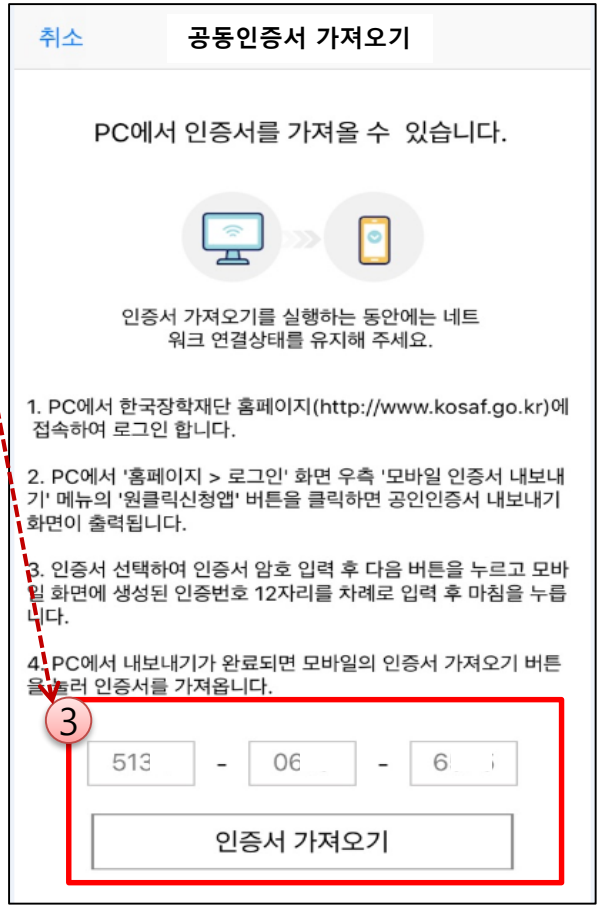 취소 공동인증서 가져오기
PC에서 인증서를 가져올 수 있습니다.
인증서 가져오기를 실행하는 동안에는 네트
워크 연결상태를 유지해 주세요.
1. PC에서 한국장학재단 홈페이지(http://www.kosaf.go.kr)에
접속하여 로그인 합니다.
2. PC에서 '홈페이지 > 로그인' 화면 우측 '모바일 인증서 내보내
기' 메뉴의 '원클릭신청앱' 버튼을 클릭하면 공인인증서 내보내기
화면이 출력됩니다.
3. 인증서 선택하여 인증서 암호 입력 후 다음 버튼을 누르고 모바
일 화면에 생성된 인증번호 12자리를 차례로 입력 후 마침을 누릅
니다.
4. PC에서 내보내기가 완료되면 모바일의 인증서 가져오기 버튼
을 눌러 인증서를 가져옵니다.
3
513 - 06 - 6
인증서 가져오기